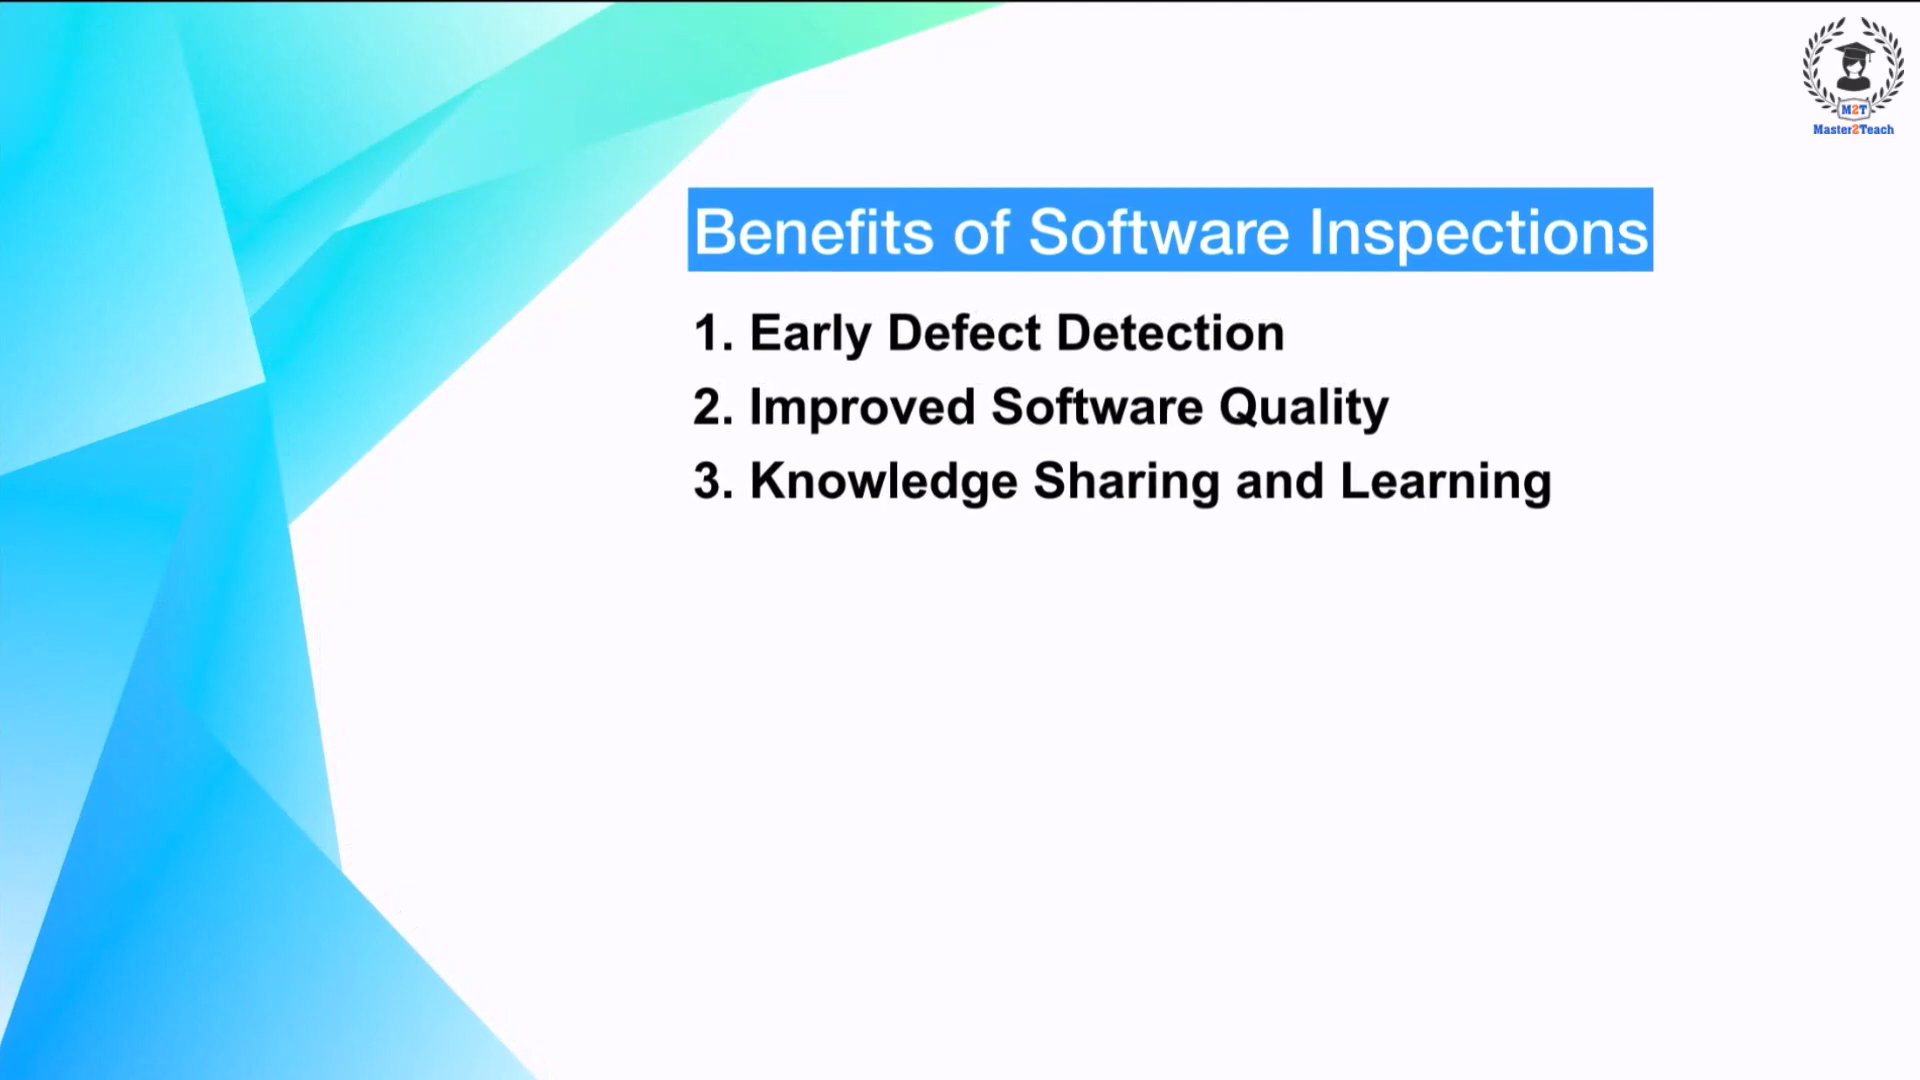 M2T
Master2Teach
Benefits of Software Inspections
1. Early Defect Detection
2. Improved Software Quality
3. Knowledge Sharing and Learning